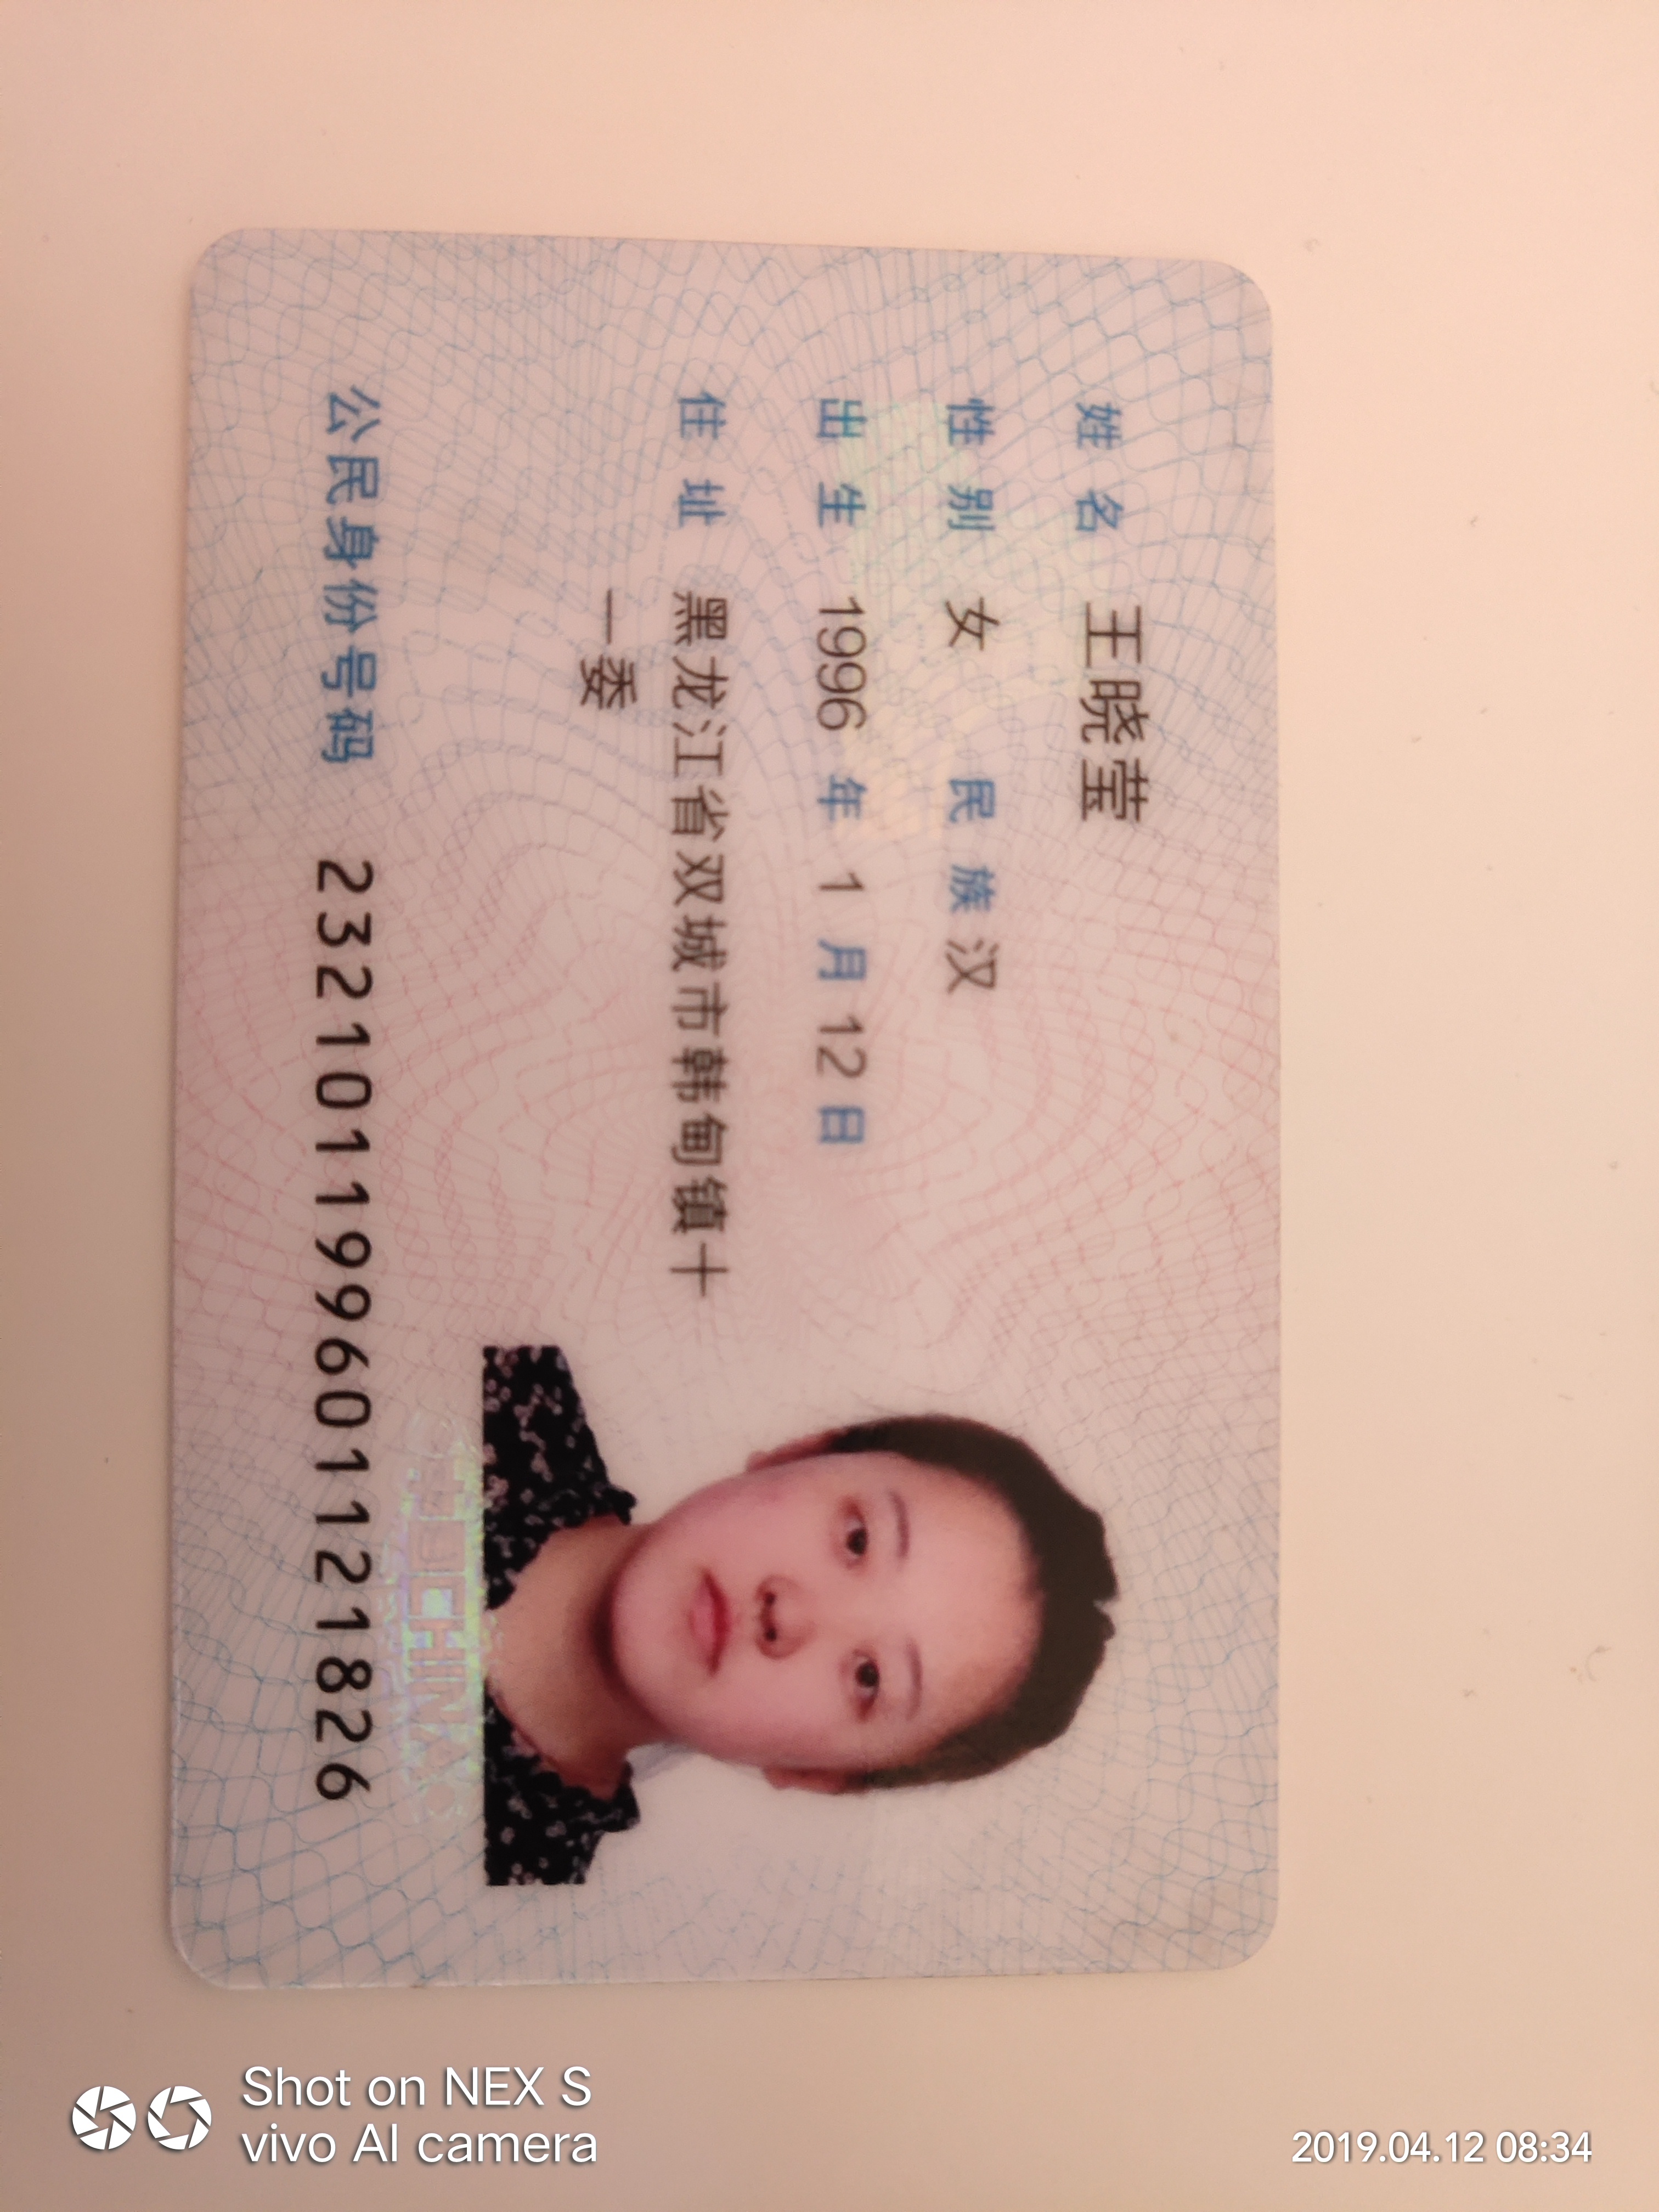 姓名 王晓莹
性别 女 民族 汉
出生 1996 年 1 月 12 日
住址 黑龙江省双城市韩甸镇十
一委
公民身份号码 232101199601121826
CHINA
Shot on NEX S
vivo AI camera
2019.04.12 08:34